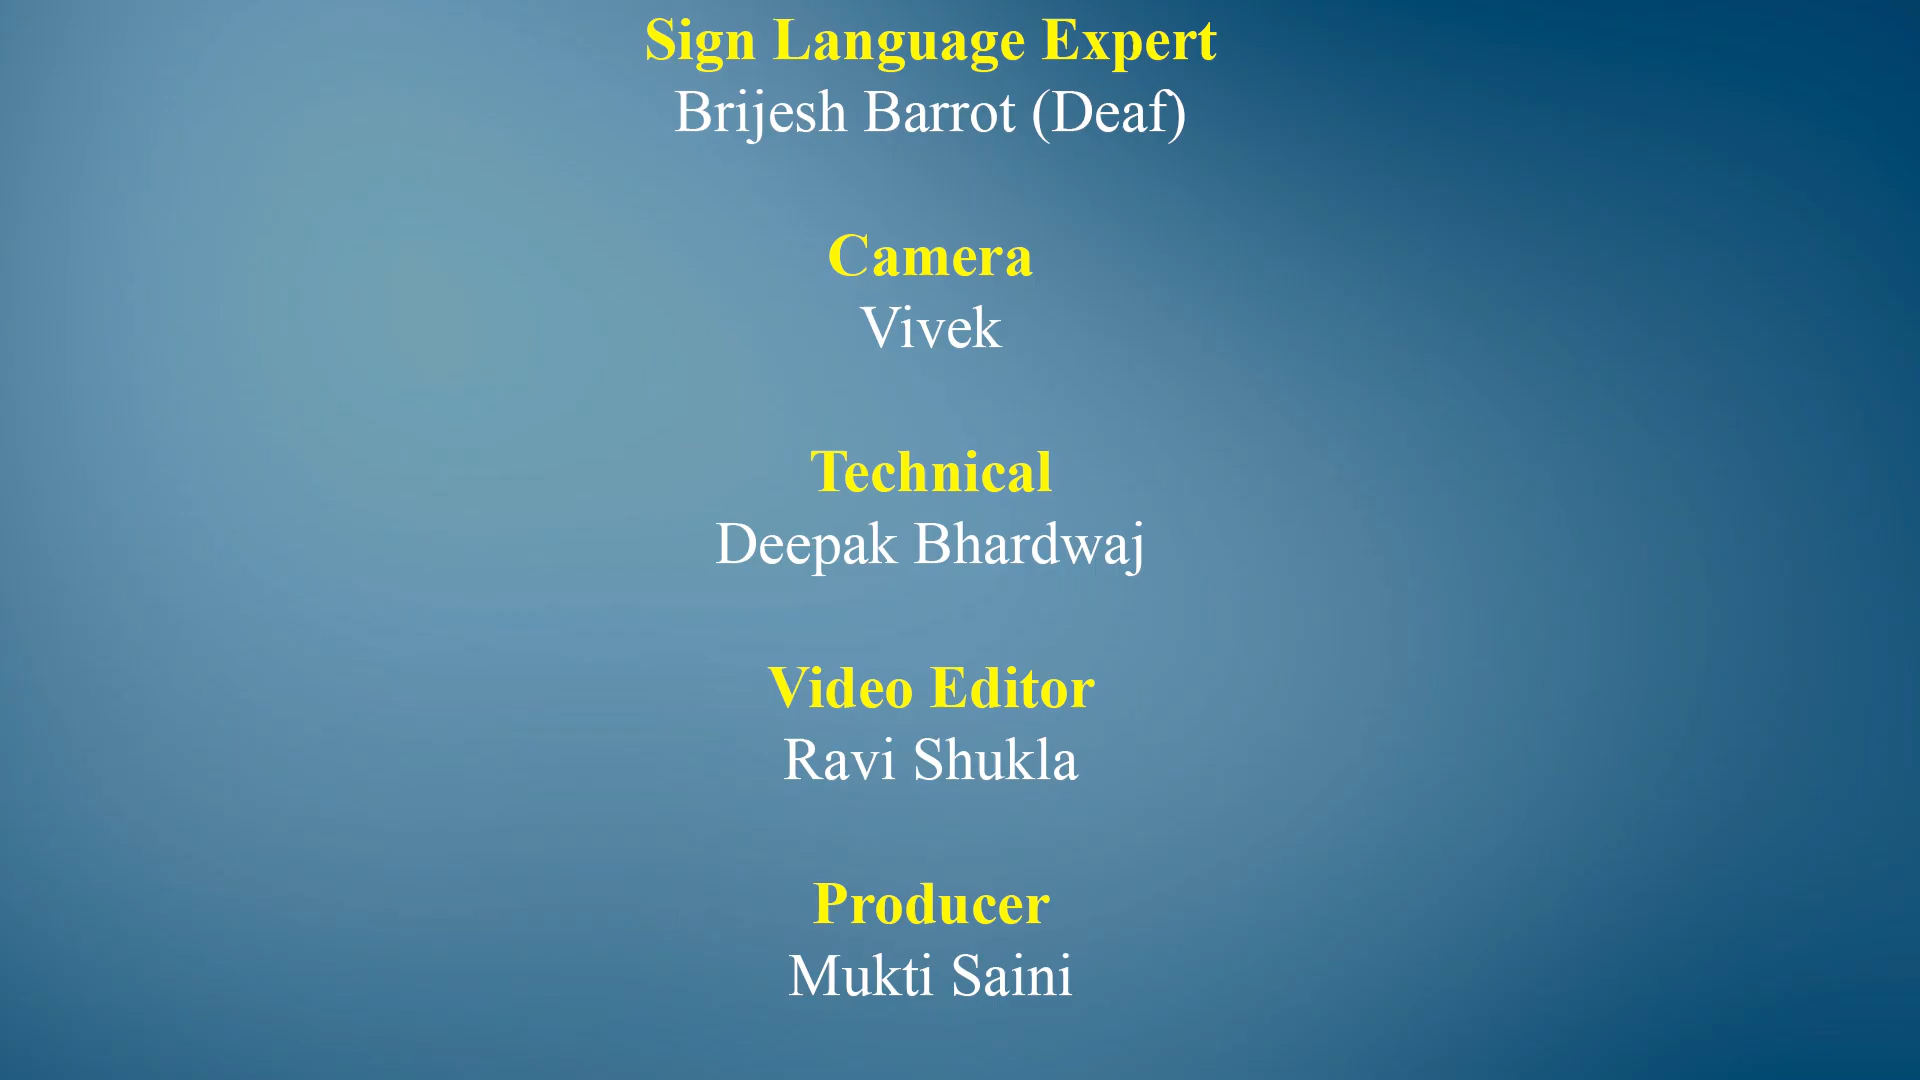 Sign Language Expert
Brijesh Barrot (Deaf)
Camera
Vivek
Technical
Deepak Bhardwaj
Video Editor
Ravi Shukla
Producer
Mukti Saini